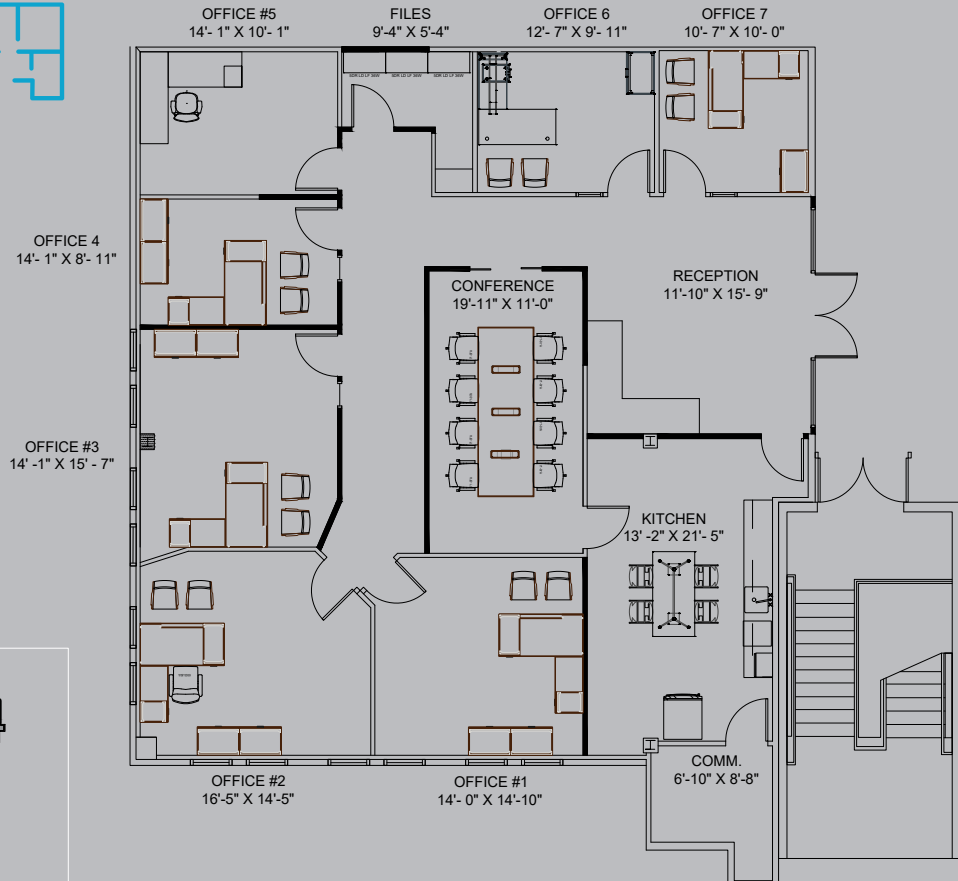 OFFICE #5
14'- 1" X 10'- 1"
FILES
9'-4" X 5'-4"
OFFICE 6
12'- 7" X 9'- 11"
OFFICE 7
10'- 7" X 10'- 0"
OFFICE 4
14'- 1" X 8'- 11"
RECEPTION
11'-10" X 15'- 9"
CONFERENCE
19'-11" X 11'-0"
OFFICE #3
14' -1" X 15' - 7"
KITCHEN
13' -2" X 21'- 5"
COMM.
6'-10" X 8'-8"
OFFICE #2
16'-5" X 14'-5"
OFFICE #1
14'- 0" X 14'-10"